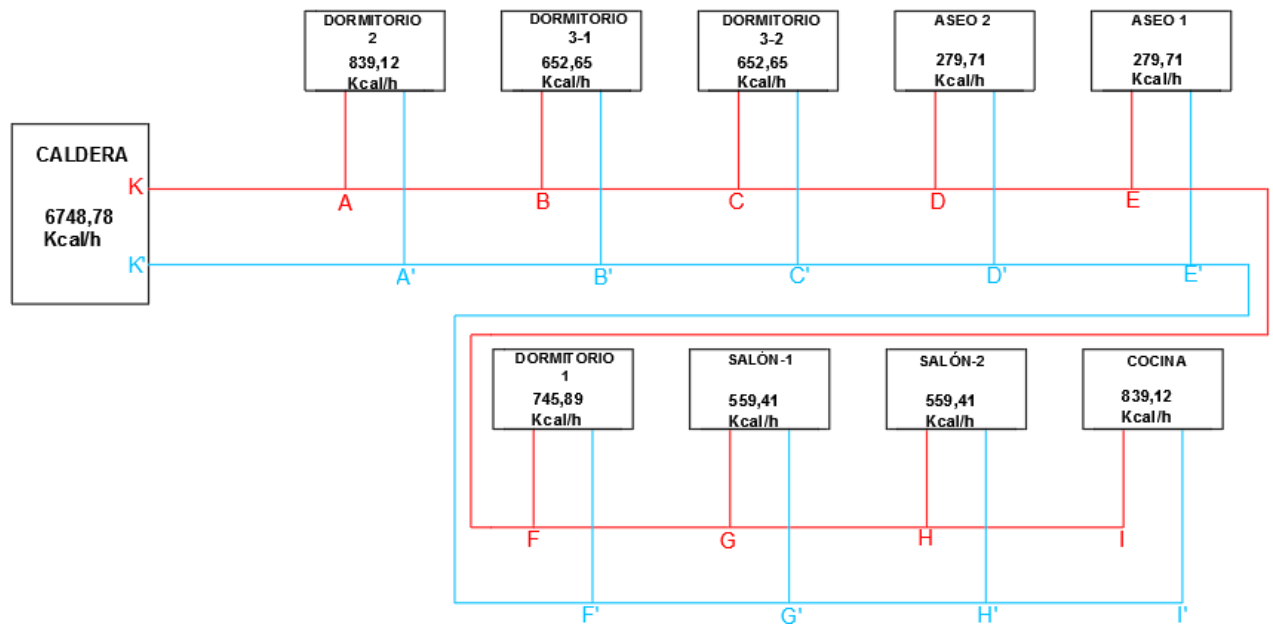 DORMITORIO
2
839,12
Kcal/h
DORMITORIO
3-1
652,65
Kcal/h
DORMITORIO
3-2
652,65
Kcal/h
ASEO 2
279,71
Kcal/h
ASEO 1
279,71
Kcal/h
CALDERA
6748,78
Kcal/h
K
K'
A
B
C
D
E
A'
B'
C'
D'
E'
DORMITORIO
1
745,89
Kcal/h
SALÓN-1
559,41
Kcal/h
SALÓN-2
559,41
Kcal/h
COCINA
839,12
Kcal/h
F
G
H
I
F'
G'
H'
I'